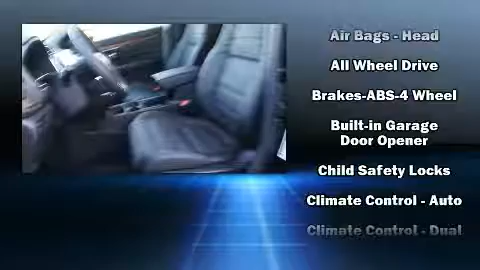 Air Bags - Head
All Wheel Drive
Brakes-ABS-4 Wheel
Built-in Garage
Door Opener
Child Safety Locks
Climate Control - Auto
Climate Control - Dual